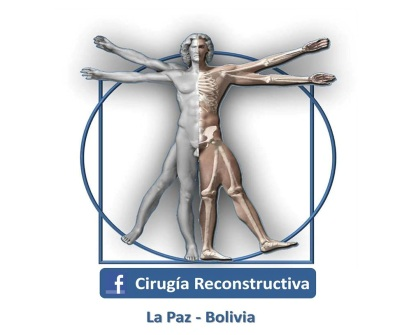 f Cirugía Reconstructiva
La Paz - Bolivia